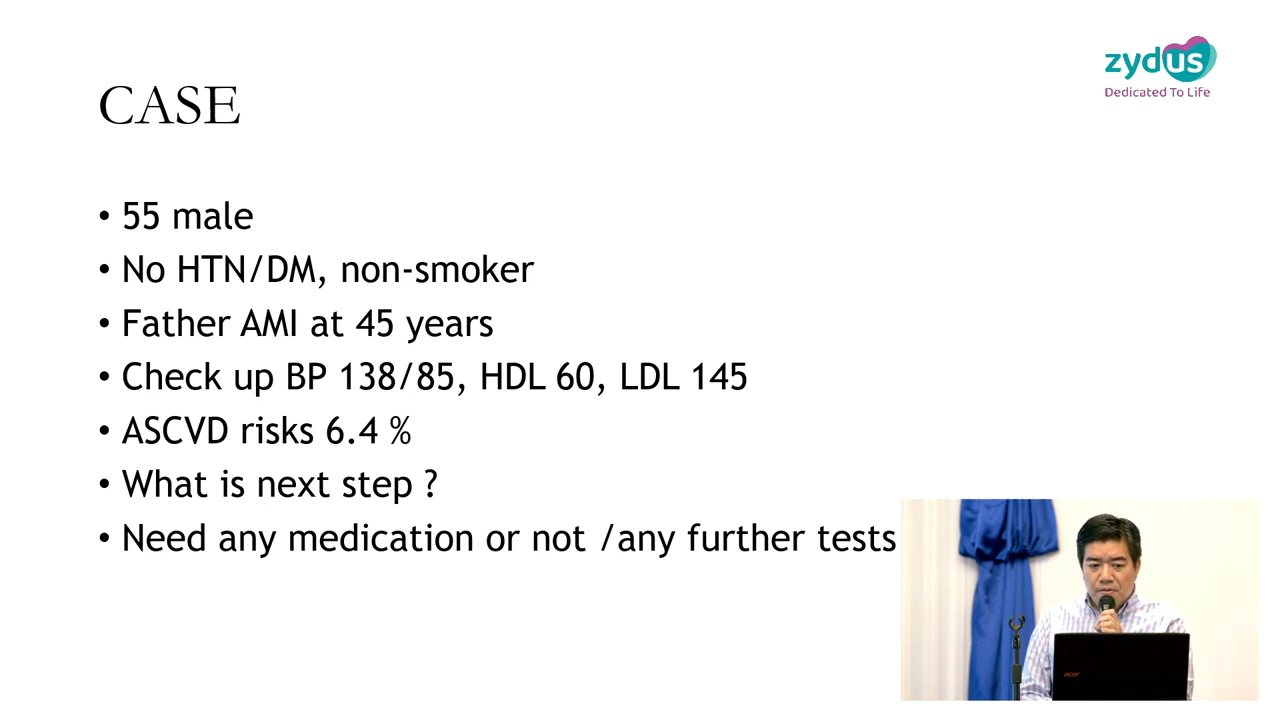 zydus
Dedicated To Life
CASE
• 55 male
• No HTN/DM, non-smoker
• Father AMI at 45 years
• Check up BP 138/85, HDL 60, LDL 145
• ASCVD risks 6.4 %
• What is next step ?
• Need any medication or not /any further tests
acer